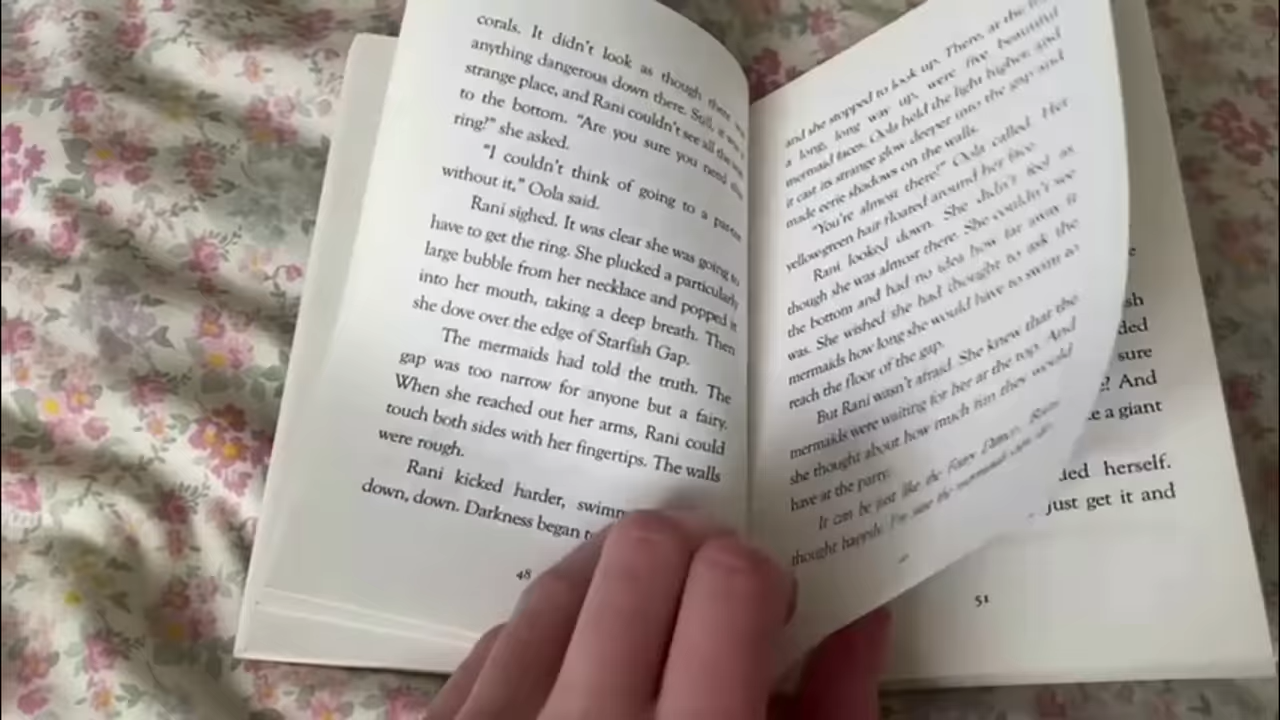 corals. It didn't look as though there
anything dangerous down there. Still, it was a
strange place, and Rani couldn't see all the way
to the bottom. "Are you sure you need the
ring?" she asked.
"I couldn't think of going to a party
without it," Oola said.
Rani sighed. It was clear she was going to
have to get the ring. She plucked a particularly
large bubble from her necklace and popped it
into her mouth, taking a deep breath. Then
she dove over the edge of Starfish Gap.
The mermaids had told the truth. The
gap was too narrow for anyone but a fairy.
When she reached out her arms, Rani could
touch both sides with her fingertips. The walls
were rough.
Rani kicked harder, swimm
down, down. Darkness began t
48
and she stopped to look up. There, at the
a long, long way up, were five beautiful
mermaid faces. Oola held the light higher, and
it cast its strange glow deeper into the gap and
made eerie shadows on the walls.
"You're almost there!" Oola called. Her
yellow-green hair floated around her face.
Rani looked down. She didn't feel as
though she was almost there. She couldn't see
the bottom and had no idea how far away it
was. She wished she had thought to ask the
mermaids how long she would have to swim to
reach the floor of the gap.
But Rani wasn't afraid. She knew that the
mermaids were waiting for her at the top. And
she thought about how much fun they would
have at the party.
It can be just like the Fairy Dance, Rani
thought happily. I'm sure the mermaids
e
sh
ded
sure
? And
e a giant
ded herself.
just get it and
51